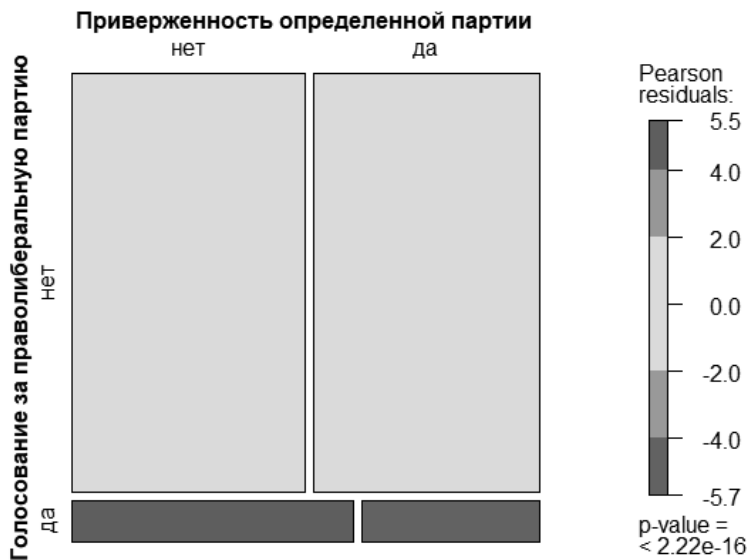 Приверженность определенной партии
нет
да
Голосование за праволиберальную партию
нет
да
Pearson
residuals:
5.5
4.0
2.0
0.0
-2.0
-4.0
-5.7
p-value =
< 2.22e-16